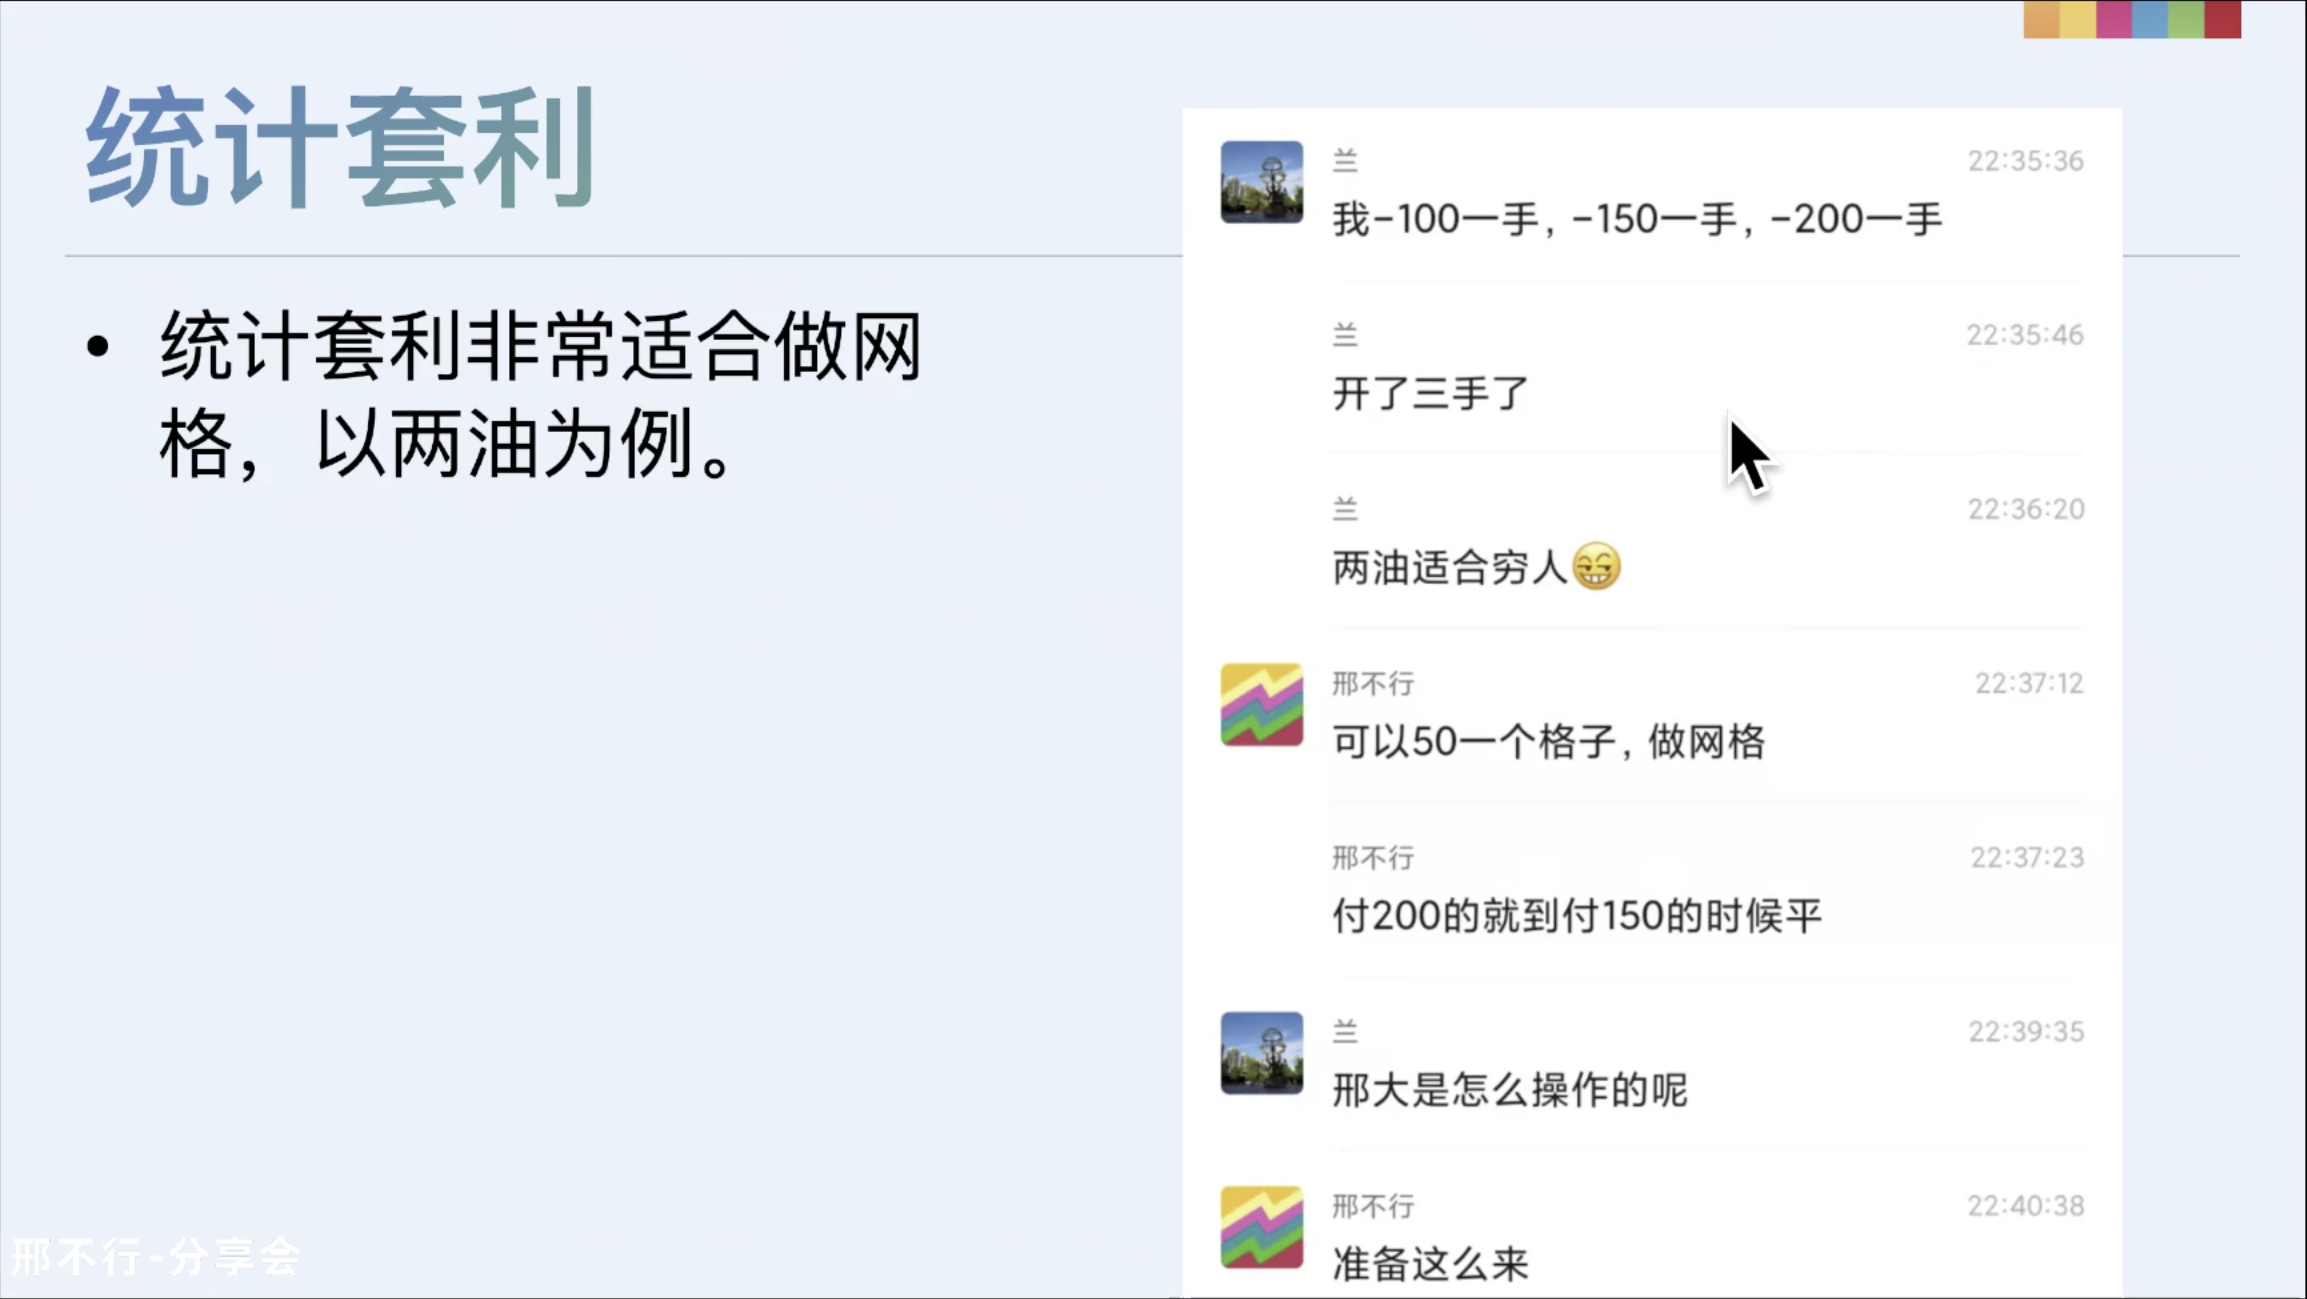 统计套利
• 统计套利非常适合做网
格，以两油为例。
兰 22:35:36
我-100一手，-150一手，-200一手
兰 22:35:46
开了三手了
兰 22:36:20
两油适合穷人😁
邢不行 22:37:12
可以50一个格子，做网格
邢不行 22:37:23
付200的就到付150的时候平
兰 22:39:35
邢大是怎么操作的呢
邢不行 22:40:38
准备这么来
邢不行-分享会